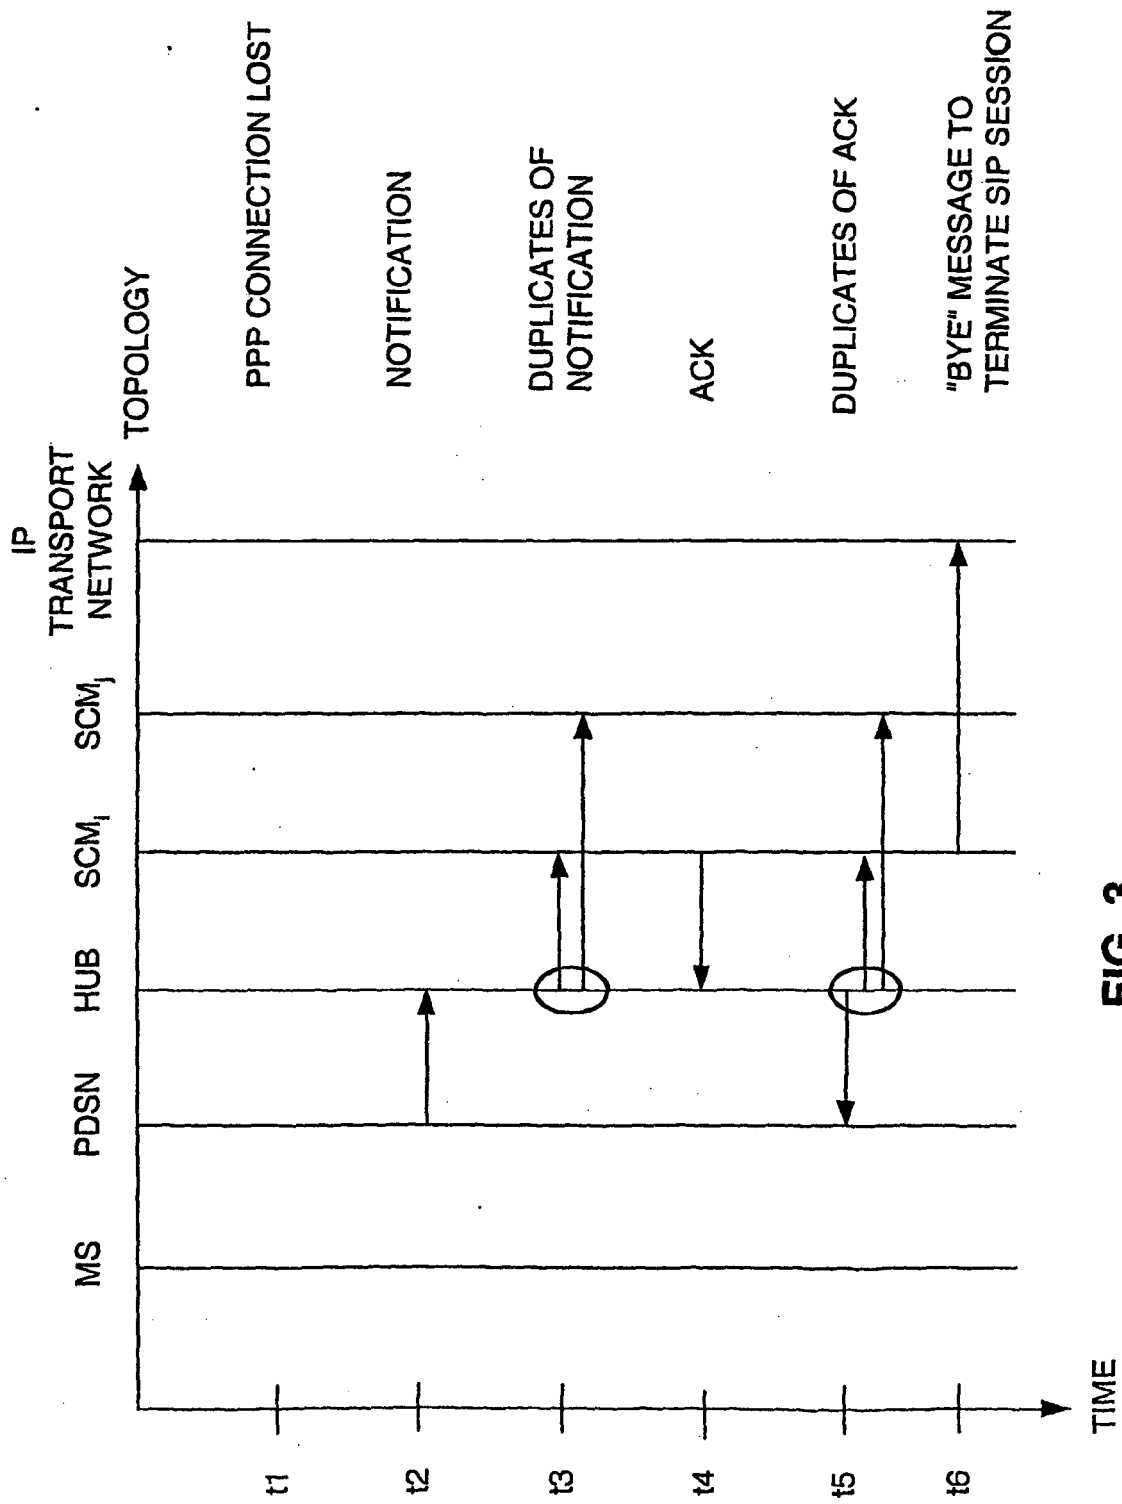 IP
TRANSPORT
NETWORK
MS PDSN HUB SCMi SCMj
TOPOLOGY
t1 PPP CONNECTION LOST
t2 NOTIFICATION
t3 DUPLICATES OF
NOTIFICATION
t4 ACK
t5 DUPLICATES OF ACK
t6 "BYE" MESSAGE TO
TERMINATE SIP SESSION
TIME
FIG. 3